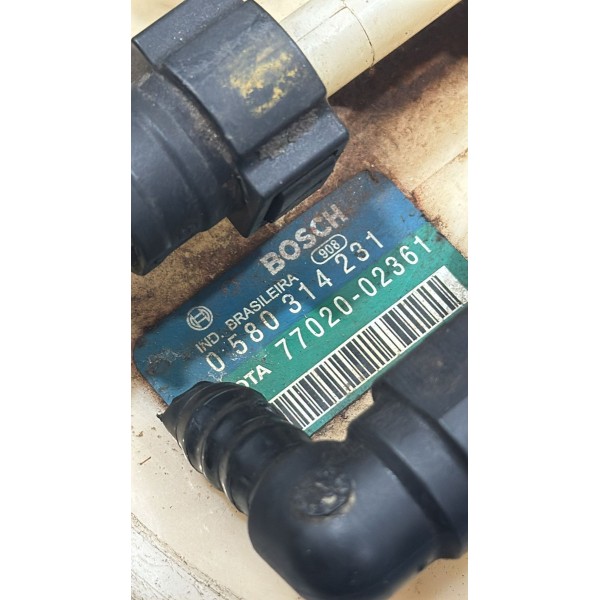 BOSCH
IND. BRASILEIRA 908
0 580 314 231
OTA 77020-02361